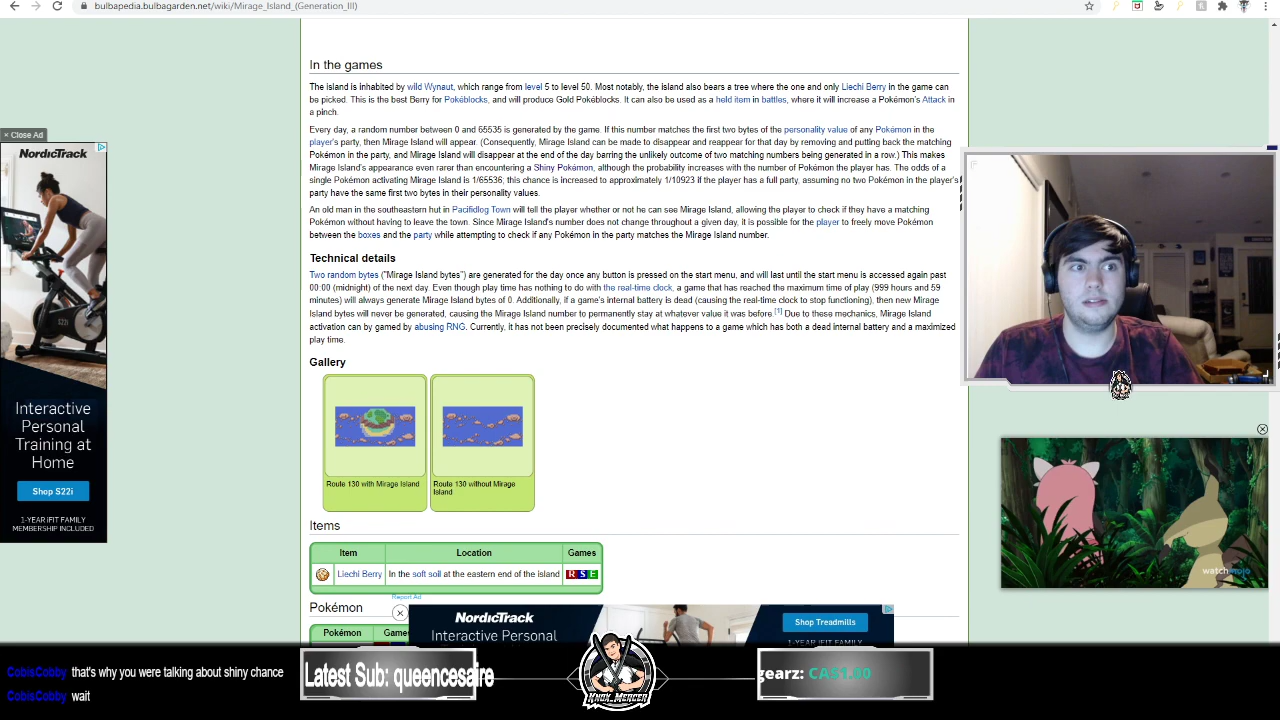 bulbapedia.bulbagarden.net/wiki/Mirage_Island_(Generation_III)
In the games
The island is inhabited by wild Wynaut, which range from level 5 to level 50. Most notably, the island also bears a tree where the one and only Liechi Berry in the game can
be picked. This is the best Berry for Pokéblocks, and will produce Gold Pokéblocks. It can also be used as a held item in battles, where it will increase a Pokémon's Attack in
a pinch.
Every day, a random number between 0 and 65535 is generated by the game. If this number matches the first two bytes of the personality value of any Pokémon in the
player's party, then Mirage Island will appear. (Consequently, Mirage Island can be made to disappear and reappear for that day by removing and putting back the matching
Pokémon in the party, and Mirage Island will disappear at the end of the day barring the unlikely outcome of two matching numbers being generated in a row.) This makes
Mirage Island's appearance even rarer than encountering a Shiny Pokémon, although the probability increases with the number of Pokémon the player has. The odds of a
single Pokémon activating Mirage Island is 1/65536; this chance is increased to approximately 1/10923 if the player has a full party, assuming no two Pokémon in the player's
party have the same first two bytes in their personality values.
An old man in the southeastern hut in Pacifidlog Town will tell the player whether or not he can see Mirage Island, allowing the player to check if they have a matching
Pokémon without having to leave the town. Since Mirage Island's number does not change throughout a given day, it is possible for the player to freely move Pokémon
between the boxes and the party while attempting to check if any Pokémon in the party matches the Mirage Island number.
Technical details
Two random bytes ("Mirage Island bytes") are generated for the day once any button is pressed on the start menu, and will last until the start menu is accessed again past
00:00 (midnight) of the next day. Even though play time has nothing to do with the real-time clock, a game that has reached the maximum time of play (999 hours and 59
minutes) will always generate Mirage Island bytes of 0. Additionally, if a game's internal battery is dead (causing the real-time clock to stop functioning), then new Mirage
Island bytes will never be generated, causing the Mirage Island number to permanently stay at whatever value it was before.[1] Due to these mechanics, Mirage Island
activation can by gamed by abusing RNG. Currently, it has not been precisely documented what happens to a game which has both a dead internal battery and a maximized
play time.
Gallery
Route 130 with Mirage Island
Route 130 without Mirage
Island
Items
Item Location Games
Liechi Berry In the soft soil at the eastern end of the island R S E
Report Ad
Pokémon
Pokémon Game
× Close Ad
NordicTrack
Interactive
Personal
Training at
Home
Shop S22i
1-YEAR iFIT FAMILY
MEMBERSHIP INCLUDED
NordicTrack
Interactive Personal
Shop Treadmills
1-YEAR iFIT FAMILY
watch mojo
CobisCobby that's why you were talking about shiny chance
CobisCobby wait
Latest Sub: queencesaire
KNOX_MERCER
gearz: CA$1.00